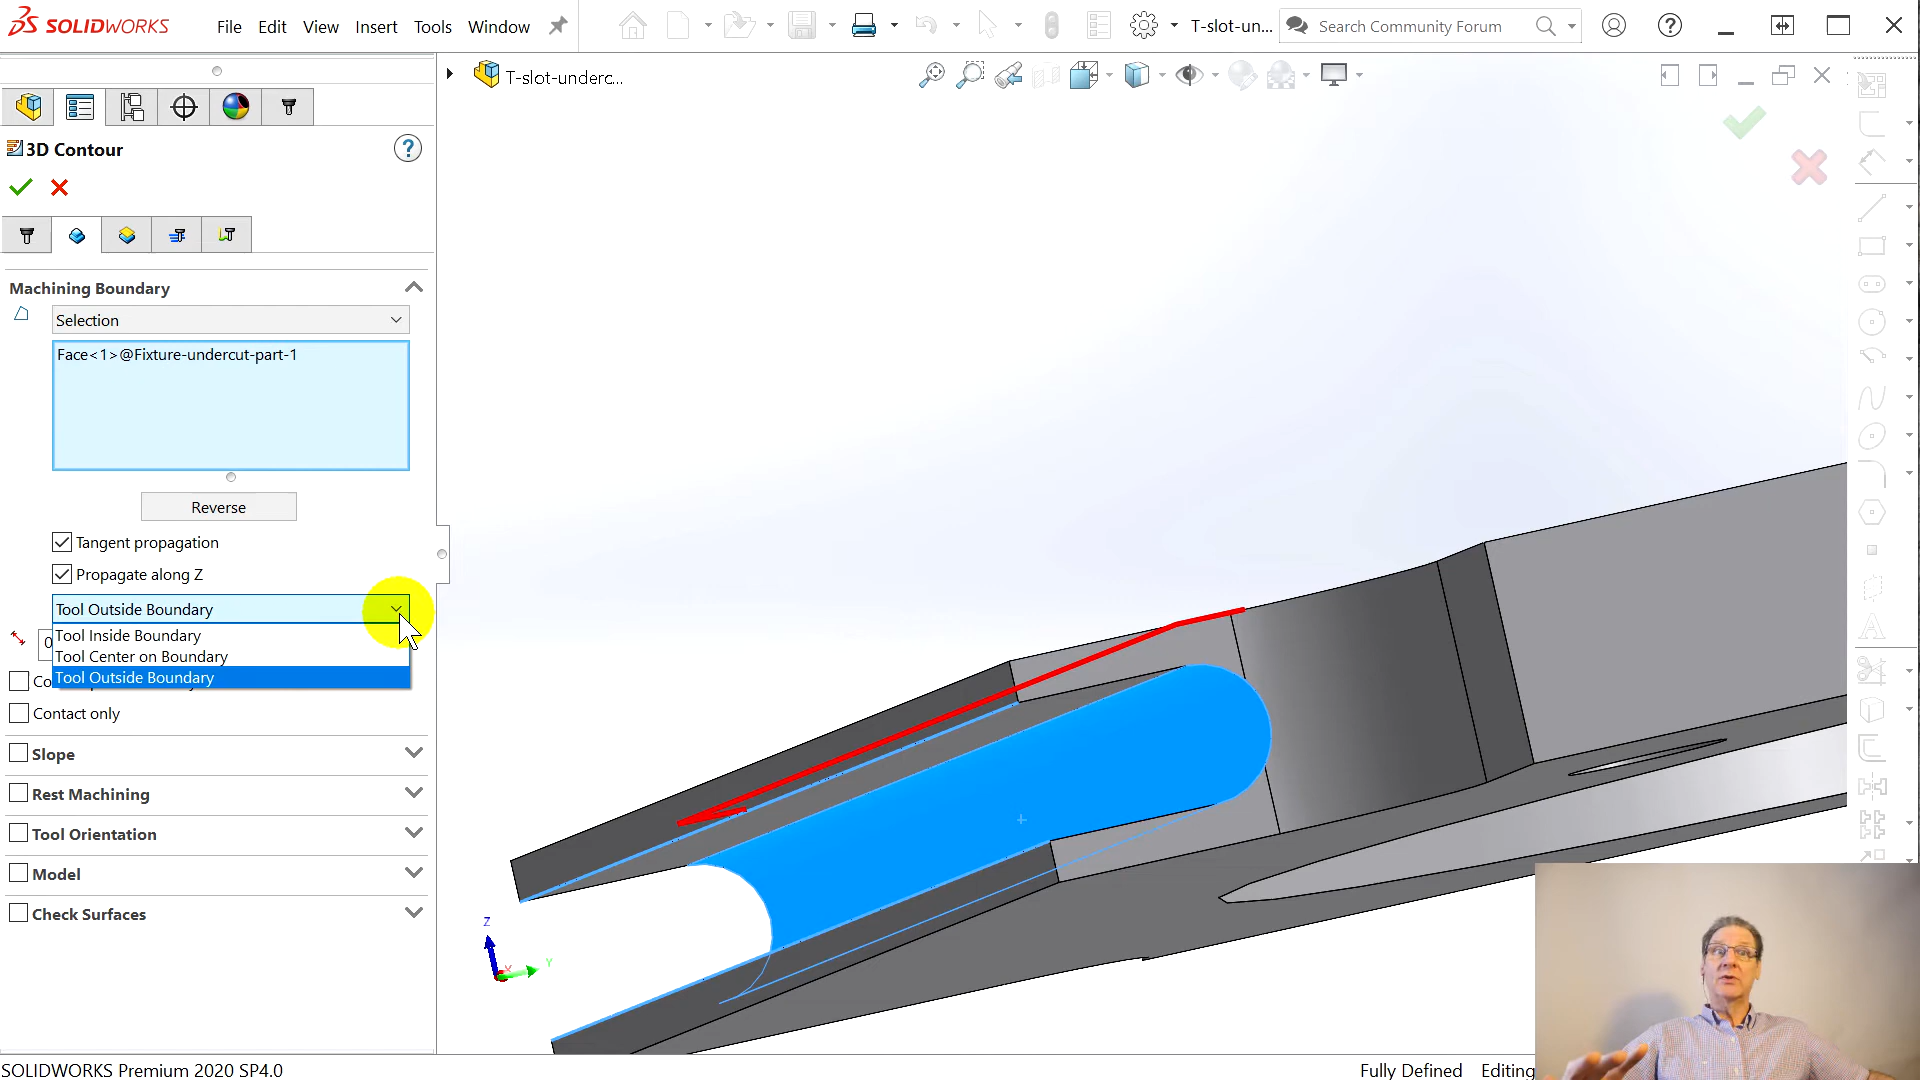 SOLIDWORKS
File Edit View Insert Tools Window
T-slot-un...
Search Community Forum
T-slot-underc...
3D Contour
Machining Boundary
Selection
Face<1>@Fixture-undercut-part-1
Reverse
Tangent propagation
Propagate along Z
Tool Outside Boundary
Tool Inside Boundary
Tool Center on Boundary
Tool Outside Boundary
Contact only
Slope
Rest Machining
Tool Orientation
Model
Check Surfaces
Z
Y
X
SOLIDWORKS Premium 2020 SP4.0
Fully Defined
Editing